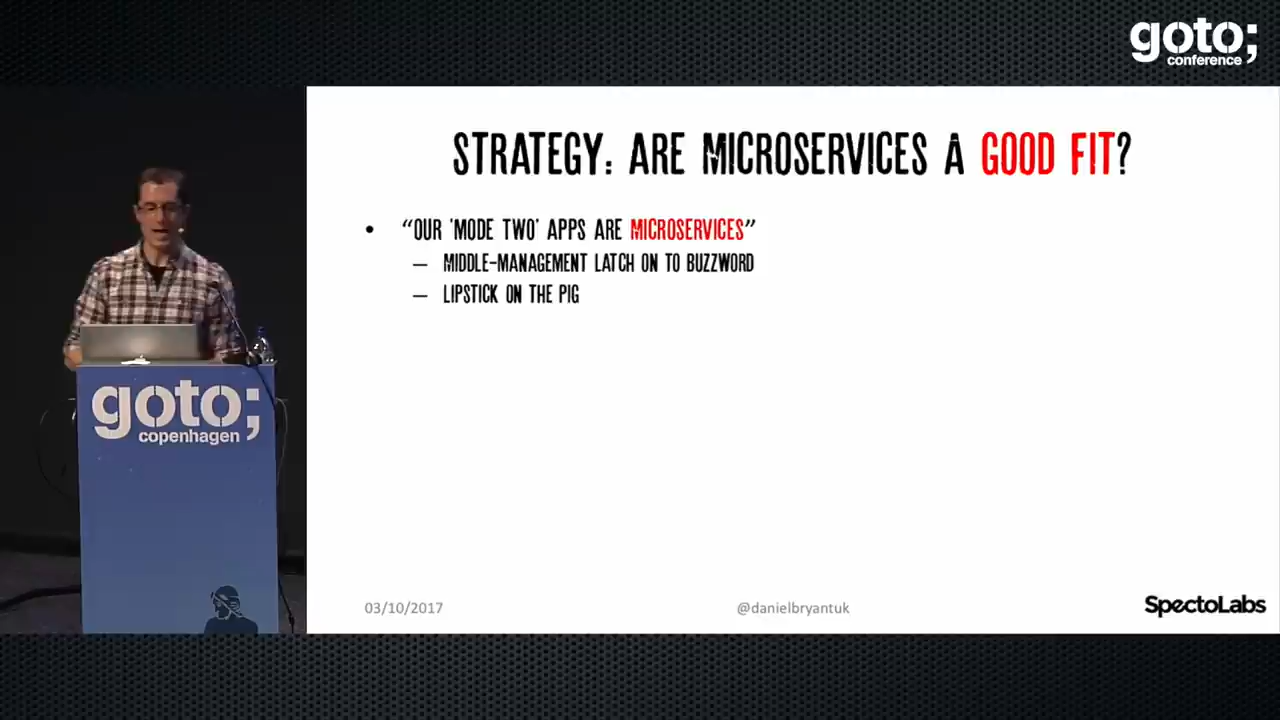 goto;
conference
STRATEGY: ARE MICROSERVICES A GOOD FIT?
• “OUR ‘MODE TWO’ APPS ARE MICROSERVICES”
– MIDDLE-MANAGEMENT LATCH ON TO BUZZWORD
– LIPSTICK ON THE PIG
goto;
copenhagen
03/10/2017
@danielbryantuk
SpectoLabs